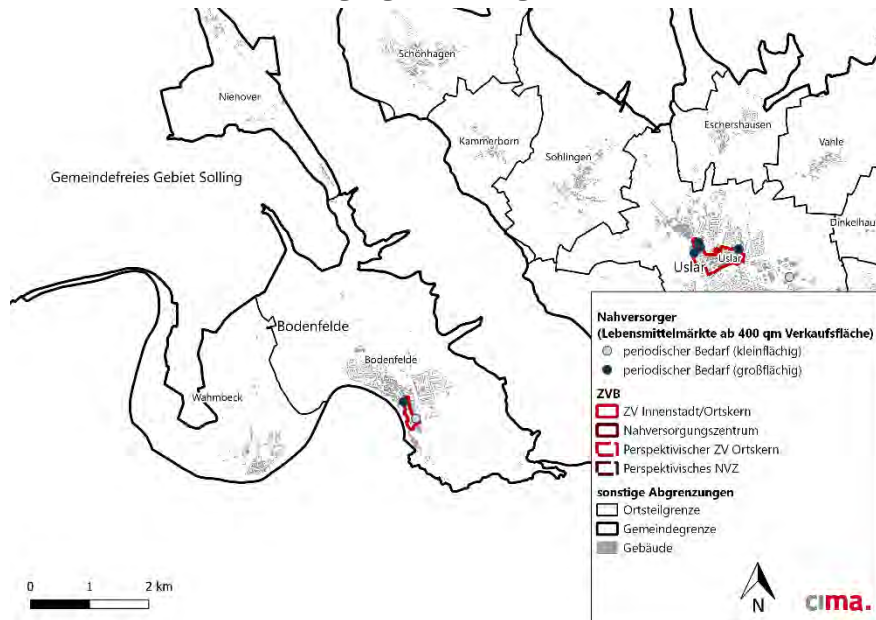 Schönhagen
Nienover
Eschershausen
Kammerborn
Vahle
Sohlingen
Gemeindefreies Gebiet Solling
Dinkelhau
Uslar
Uslar
Bodenfelde
Bodenfelde
Wahmbeck
Nahversorger
(Lebensmittelmärkte ab 400 qm Verkaufsfläche)
periodischer Bedarf (kleinflächig)
periodischer Bedarf (großflächig)
ZVB
ZV Innenstadt/Ortskern
Nahversorgungszentrum
Perspektivischer ZV Ortskern
Perspektivisches NVZ
sonstige Abgrenzungen
Ortsteilgrenze
Gemeindegrenze
Gebäude
0 1 2 km
N
cima.